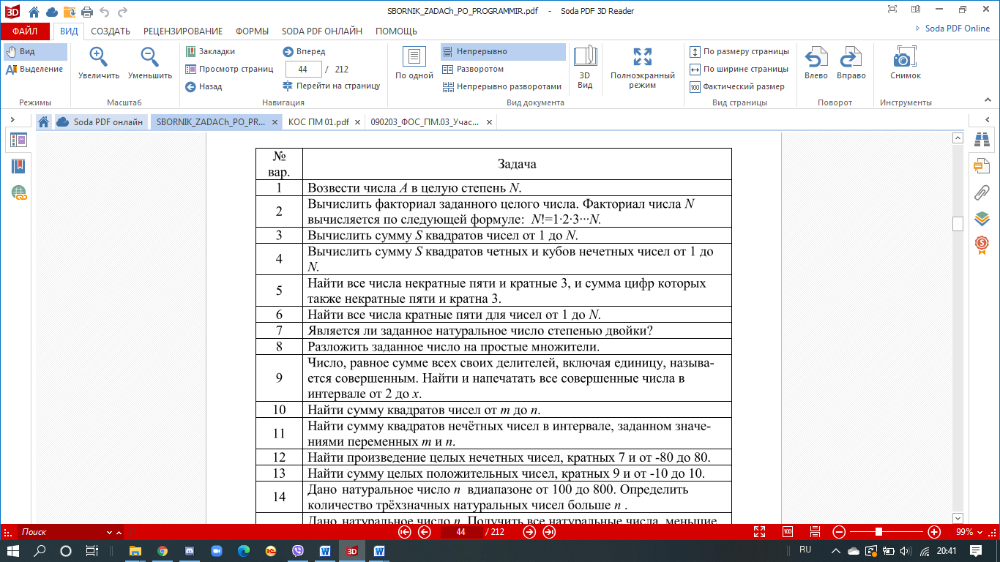 SBORNIK_ZADACh_PO_PROGRAMMIR.pdf - Soda PDF 3D Reader
ФАЙЛ ВИД СОЗДАТЬ РЕЦЕНЗИРОВАНИЕ ФОРМЫ SODA PDF ОНЛАЙН ПОМОЩЬ Soda PDF Online
Вид
Выделение
Режимы
Увеличить Уменьшить
Масштаб
Закладки
Просмотр страниц
Назад
Вперед
44 / 212
Перейти на страницу
Навигация
По одной
Непрерывно
Разворотом
Непрерывно разворотами
3D
Вид
Вид документа
Полноэкранный
режим
По размеру страницы
По ширине страницы
100 Фактический размер
Вид страницы
Влево Вправо
Поворот
Снимок
Инструменты
Soda PDF онлайн SBORNIK_ZADACh_PO_PR... КОС ПМ 01.pdf 090203_ФОС_ПМ.03_Учас...
№
вар.
Задача
1 Возвести числа A в целую степень N.
2 Вычислить факториал заданного целого числа. Факториал числа N
вычисляется по следующей формуле: N!=1·2·3···N.
3 Вычислить сумму S квадратов чисел от 1 до N.
4 Вычислить сумму S квадратов четных и кубов нечетных чисел от 1 до
N.
5 Найти все числа некратные пяти и кратные 3, и сумма цифр которых
также некратные пяти и кратна 3.
6 Найти все числа кратные пяти для чисел от 1 до N.
7 Является ли заданное натуральное число степенью двойки?
8 Разложить заданное число на простые множители.
9 Число, равное сумме всех своих делителей, включая единицу, называ-
ется совершенным. Найти и напечатать все совершенные числа в
интервале от 2 до x.
10 Найти сумму квадратов чисел от m до n.
11 Найти сумму квадратов нечётных чисел в интервале, заданном значе-
ниями переменных m и n.
12 Найти произведение целых нечетных чисел, кратных 7 и от -80 до 80.
13 Найти сумму целых положительных чисел, кратных 9 и от -10 до 10.
14 Дано натуральное число n вдиапазоне от 100 до 800. Определить
количество трёхзначных натуральных чисел больше n .
Дано натуральное число n. Получить все натуральные числа, меньшие
Поиск 44 / 212 100 99%
RU 20:41